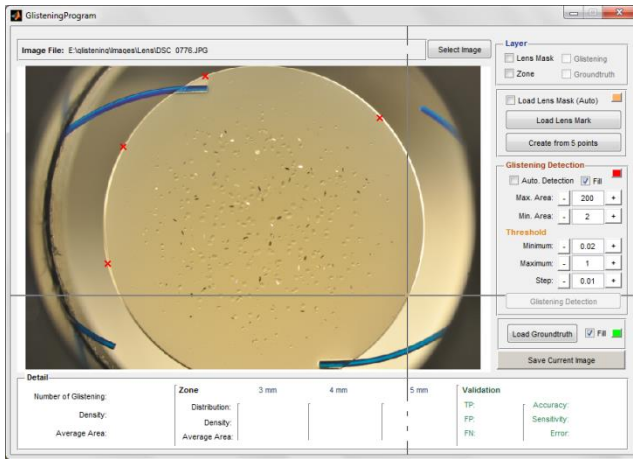 GlisteningProgram
Image File: E:\glistening\Images\Lens\DSC_0776.JPG
Select Image
Layer
Lens Mask Glistening
Zone Groundtruth
Load Lens Mask (Auto)
Load Lens Mark
Create from 5 points
Glistening Detection
Auto. Detection Fill
Max. Area: - 200 +
Min. Area: - 2 +
Threshold
Minimum: - 0.02 +
Maximum: - 1 +
Step: - 0.01 +
Glistening Detection
Load Groundtruth Fill
Save Current Image
Detail
Number of Glistening:
Density:
Average Area:
Zone 3 mm 4 mm 5 mm
Distribution:
Density:
Average Area:
Validation
TP: Accuracy:
FP: Sensitivity:
FN: Error: